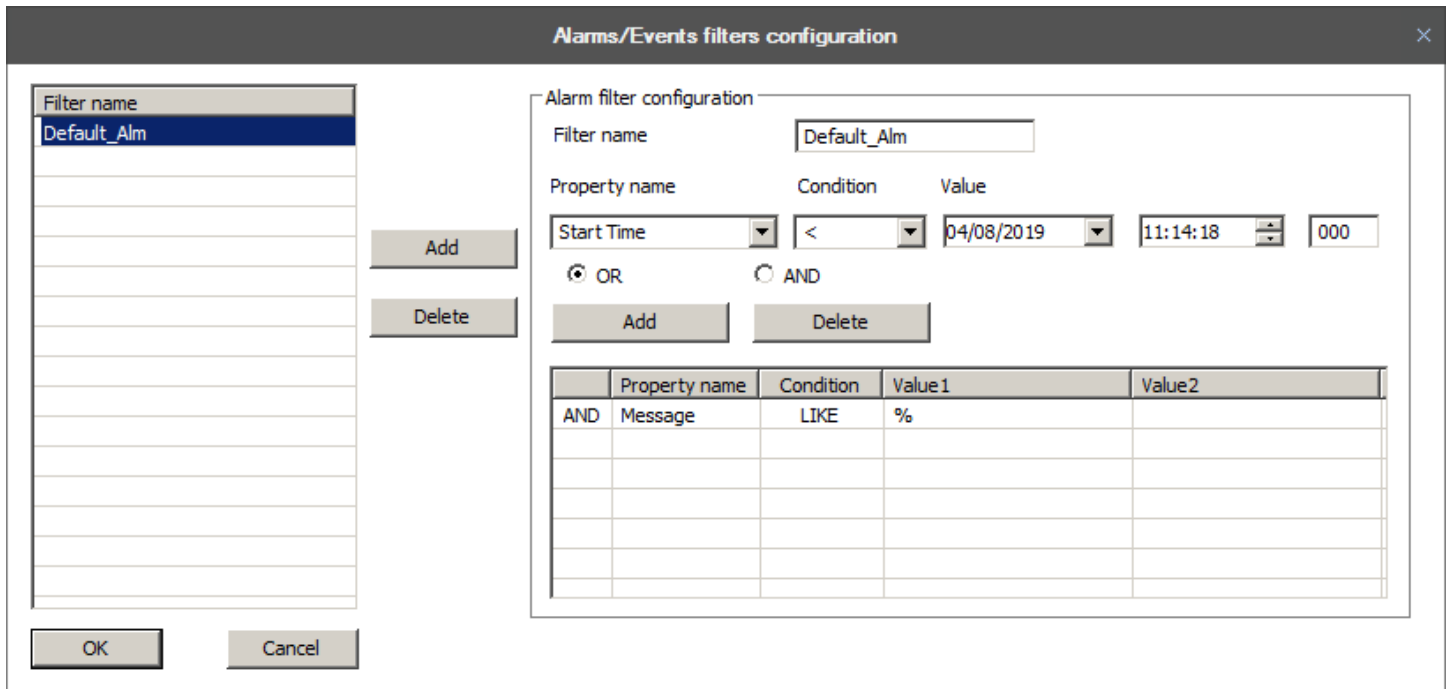 Alarms/Events filters configuration
Filter name
Default_Alm
Add
Delete
OK
Cancel
Alarm filter configuration
Filter name Default_Alm
Property name Condition Value
Start Time < 04/08/2019 11:14:18 000
OR AND
Add Delete
Property name Condition Value1 Value2
AND Message LIKE %